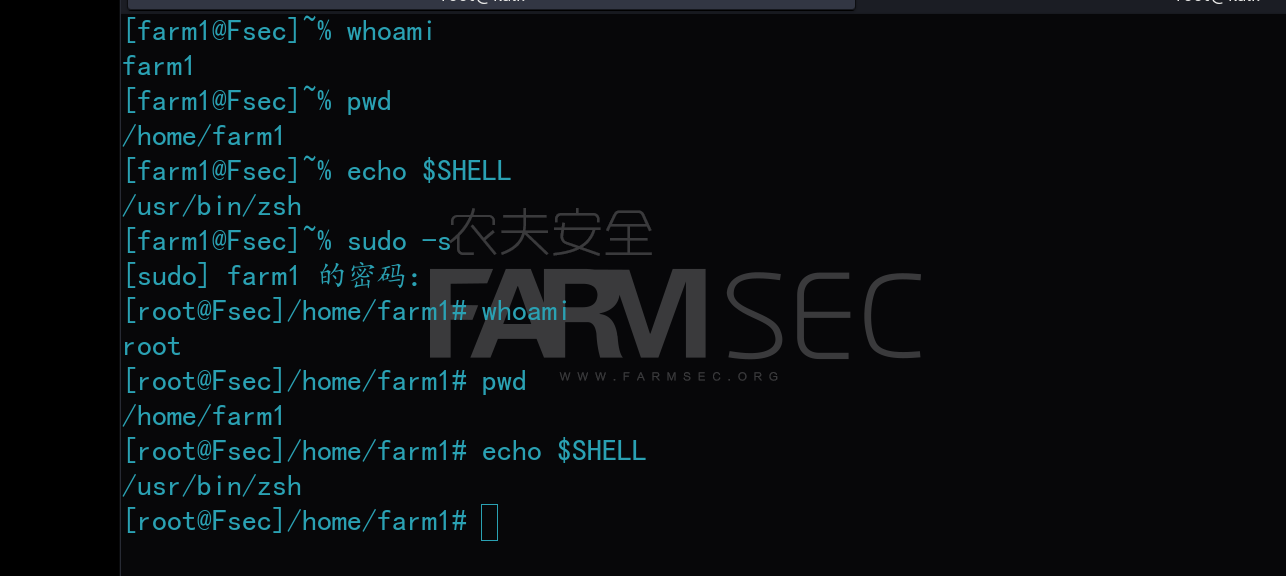 [farm1@Fsec]~% whoami
farm1
[farm1@Fsec]~% pwd
/home/farm1
[farm1@Fsec]~% echo $SHELL
/usr/bin/zsh
[farm1@Fsec]~% sudo -s
[sudo] farm1 的密码:
[root@Fsec]/home/farm1# whoami
root
[root@Fsec]/home/farm1# pwd
/home/farm1
[root@Fsec]/home/farm1# echo $SHELL
/usr/bin/zsh
[root@Fsec]/home/farm1#
农夫安全
FARMSEC
WWW.FARMSEC.ORG